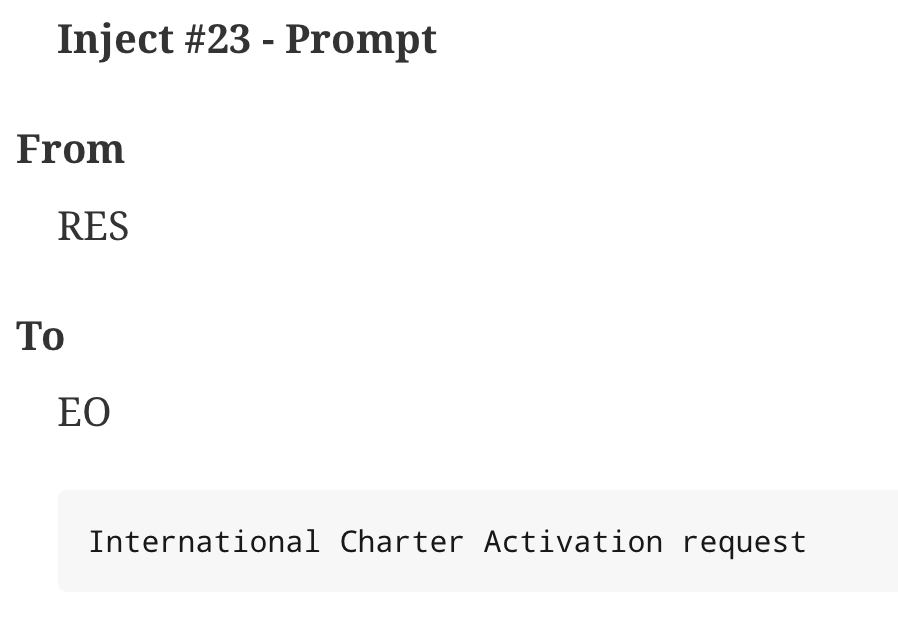 Inject #23 - Prompt
From
RES
To
EO
International Charter Activation request